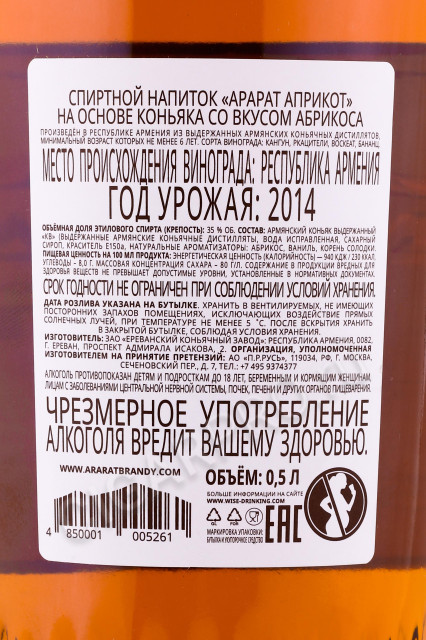 СПИРТНОЙ НАПИТОК «АРАРАТ АПРИКОТ»
НА ОСНОВЕ КОНЬЯКА СО ВКУСОМ АБРИКОСА
ПРОИЗВЕДЁН В РЕСПУБЛИКЕ АРМЕНИЯ ИЗ ВЫДЕРЖАННЫХ АРМЯНСКИХ КОНЬЯЧНЫХ ДИСТИЛЛЯТОВ,
МИНИМАЛЬНЫЙ ВОЗРАСТ КОТОРЫХ НЕ МЕНЕЕ 6 ЛЕТ. СОРТА ВИНОГРАДА: КАНГУН, РКАЦИТЕЛИ, ВОСКЕАТ, БАНАНЦ.
МЕСТО ПРОИСХОЖДЕНИЯ ВИНОГРАДА: РЕСПУБЛИКА АРМЕНИЯ
ГОД УРОЖАЯ: 2014
ОБЪЁМНАЯ ДОЛЯ ЭТИЛОВОГО СПИРТА (КРЕПОСТЬ): 35 % ОБ. СОСТАВ: АРМЯНСКИЙ КОНЬЯК ВЫДЕРЖАННЫЙ
«КВ» (ВЫДЕРЖАННЫЕ АРМЯНСКИЕ КОНЬЯЧНЫЕ ДИСТИЛЛЯТЫ, ВОДА ИСПРАВЛЕННАЯ, САХАРНЫЙ
СИРОП, КРАСИТЕЛЬ Е150а), НАТУРАЛЬНЫЕ АРОМАТИЗАТОРЫ: АБРИКОС, ВАНИЛЬ, КОРЕНЬ СОЛОДКИ.
ПИЩЕВАЯ ЦЕННОСТЬ НА 100 МЛ ПРОДУКТА: ЭНЕРГЕТИЧЕСКАЯ ЦЕННОСТЬ (КАЛОРИЙНОСТЬ) — 940 КДЖ / 230 ККАЛ,
УГЛЕВОДЫ – 8,0 Г. МАССОВАЯ КОНЦЕНТРАЦИЯ САХАРА – 80 Г/Л. СОДЕРЖАНИЕ В ПРОДУКЦИИ ВРЕДНЫХ ДЛЯ
ЗДОРОВЬЯ ВЕЩЕСТВ НЕ ПРЕВЫШАЕТ ДОПУСТИМЫЕ УРОВНИ, УСТАНОВЛЕННЫЕ В НОРМАТИВНЫХ ДОКУМЕНТАХ.
СРОК ГОДНОСТИ НЕ ОГРАНИЧЕН ПРИ СОБЛЮДЕНИИ УСЛОВИЙ ХРАНЕНИЯ.
ДАТА РОЗЛИВА УКАЗАНА НА БУТЫЛКЕ. ХРАНИТЬ В ВЕНТИЛИРУЕМЫХ, НЕ ИМЕЮЩИХ
ПОСТОРОННИХ ЗАПАХОВ ПОМЕЩЕНИЯХ, ИСКЛЮЧАЮЩИХ ВОЗДЕЙСТВИЕ ПРЯМЫХ
СОЛНЕЧНЫХ ЛУЧЕЙ, ПРИ ТЕМПЕРАТУРЕ НЕ МЕНЕЕ 5 ˚С. ПОСЛЕ ВСКРЫТИЯ ХРАНИТЬ
В ЗАКРЫТОЙ БУТЫЛКЕ, СОБЛЮДАЯ УСЛОВИЯ ХРАНЕНИЯ.
ИЗГОТОВИТЕЛЬ: ЗАО «ЕРЕВАНСКИЙ КОНЬЯЧНЫЙ ЗАВОД»: РЕСПУБЛИКА АРМЕНИЯ, 0082,
Г. ЕРЕВАН, ПРОСПЕКТ АДМИРАЛА ИСАКОВА, 2. ОРГАНИЗАЦИЯ, УПОЛНОМОЧЕННАЯ
ИЗГОТОВИТЕЛЕМ НА ПРИНЯТИЕ ПРЕТЕНЗИЙ: АО «П.Р.РУСЬ», 119034, РФ, Г. МОСКВА,
СЕЧЕНОВСКИЙ ПЕР., Д. 7, ТЕЛ.: +7 495 9374377
АЛКОГОЛЬ ПРОТИВОПОКАЗАН ДЕТЯМ И ПОДРОСТКАМ ДО 18 ЛЕТ, БЕРЕМЕННЫМ И КОРМЯЩИМ ЖЕНЩИНАМ,
ЛИЦАМ С ЗАБОЛЕВАНИЯМИ ЦЕНТРАЛЬНОЙ НЕРВНОЙ СИСТЕМЫ, ПОЧЕК, ПЕЧЕНИ И ДРУГИХ ОРГАНОВ ПИЩЕВАРЕНИЯ.
ЧРЕЗМЕРНОЕ УПОТРЕБЛЕНИЕ
АЛКОГОЛЯ ВРЕДИТ ВАШЕМУ ЗДОРОВЬЮ.
WWW.ARARATBRANDY.COM
ОБЪЁМ: 0,5 Л
БОЛЬШЕ ИНФОРМАЦИИ НА САЙТЕ
WWW.WISE-DRINKING.COM
GL
FOR
EAC
МАРКИРОВКА УПАКОВКИ:
БУТЫЛКА И УКУПОРОЧНОЕ СРЕДСТВО
4 850001 005261